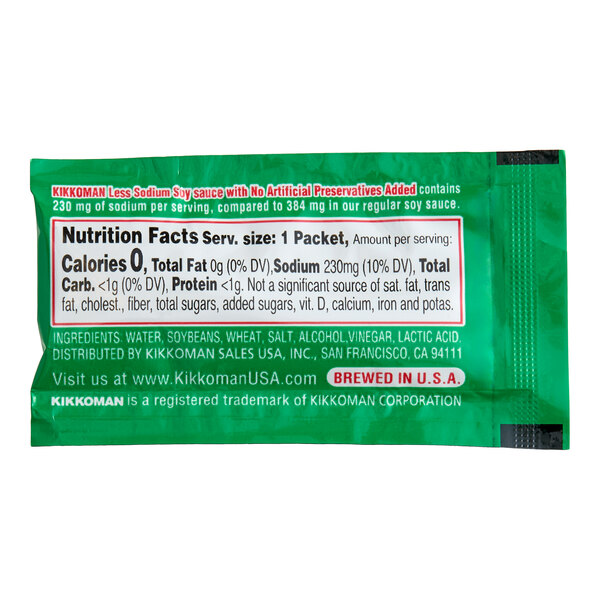 KIKKOMAN Less Sodium Soy sauce with No Artificial Preservatives Added contains
230 mg of sodium per serving, compared to 384 mg in our regular soy sauce.
Nutrition Facts Serv. size: 1 Packet, Amount per serving:
Calories 0, Total Fat 0g (0% DV),Sodium 230mg (10% DV), Total
Carb. <1g (0% DV), Protein <1g. Not a significant source of sat. fat, trans
fat, cholest., fiber, total sugars, added sugars, vit. D, calcium, iron and potas.
INGREDIENTS: WATER, SOYBEANS, WHEAT, SALT, ALCOHOL,VINEGAR, LACTIC ACID.
DISTRIBUTED BY KIKKOMAN SALES USA, INC., SAN FRANCISCO, CA 94111
Visit us at www.KikkomanUSA.com BREWED IN U.S.A.
KIKKOMAN is a registered trademark of KIKKOMAN CORPORATION